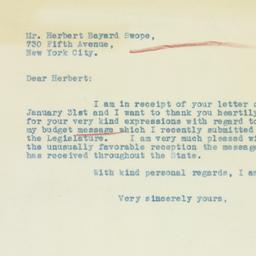 Mr. Herbert Bayard Swope,
730 Fifth Avenue,
New York City.
Dear Herbert:
I am in receipt of your letter o
January 31st and I want to thank you heartily
for your very kind expressions with regard to
my budget message which I recently submitted
the Legislature. I am very much pleased wi
the unusually favorable reception the message
has received throughout the State.
With kind personal regards, I am
Very sincerely yours,